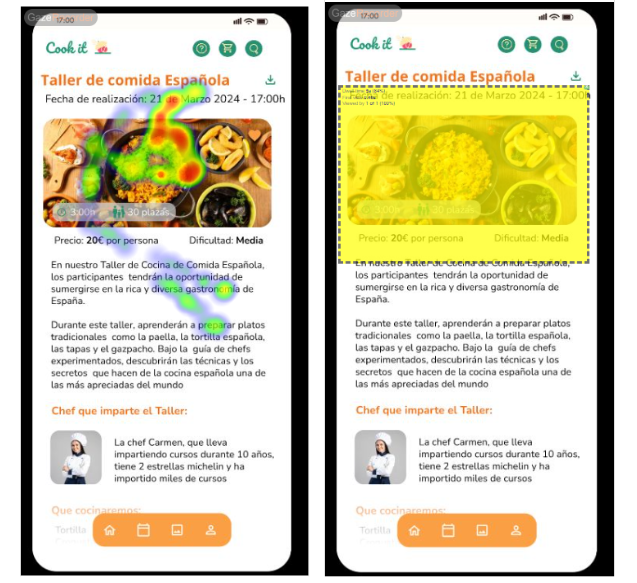 Gaze
17:00
Cook it
Taller de comida Española
Fecha de realización: 21 de Marzo 2024 - 17:00h
3:00h
30 plazas
Precio: 20€ por persona
Dificultad: Media
En nuestro Taller de Cocina de Comida Española,
los participantes tendrán la oportunidad de
sumergirse en la rica y diversa gastronomía de
España.
Durante este taller, aprenderán a preparar platos
tradicionales como la paella, la tortilla española,
las tapas y el gazpacho. Bajo la guía de chefs
experimentados, descubrirán las técnicas y los
secretos que hacen de la cocina española una de
las más apreciadas del mundo
Chef que imparte el Taller:
La chef Carmen, que lleva
impartiendo cursos durante 10 años,
tiene 2 estrellas michelin y ha
importido miles de cursos
Que cocinaremos:
Tortilla
Gaze
17:00
Cook it
Taller de comida Española
Fecha de realización: 21 de Marzo 2024 - 17:00h
Viewed by 1 of 1 (100%)
3:00h
30 plazas
Precio: 20€ por persona
Dificultad: Media
En nuestro Taller de Cocina de Comida Española,
los participantes tendrán la oportunidad de
sumergirse en la rica y diversa gastronomía de
España.
Durante este taller, aprenderán a preparar platos
tradicionales como la paella, la tortilla española,
las tapas y el gazpacho. Bajo la guía de chefs
experimentados, descubrirán las técnicas y los
secretos que hacen de la cocina española una de
las más apreciadas del mundo
Chef que imparte el Taller:
La chef Carmen, que lleva
impartiendo cursos durante 10 años,
tiene 2 estrellas michelin y ha
importido miles de cursos
Que cocinaremos:
Tortilla